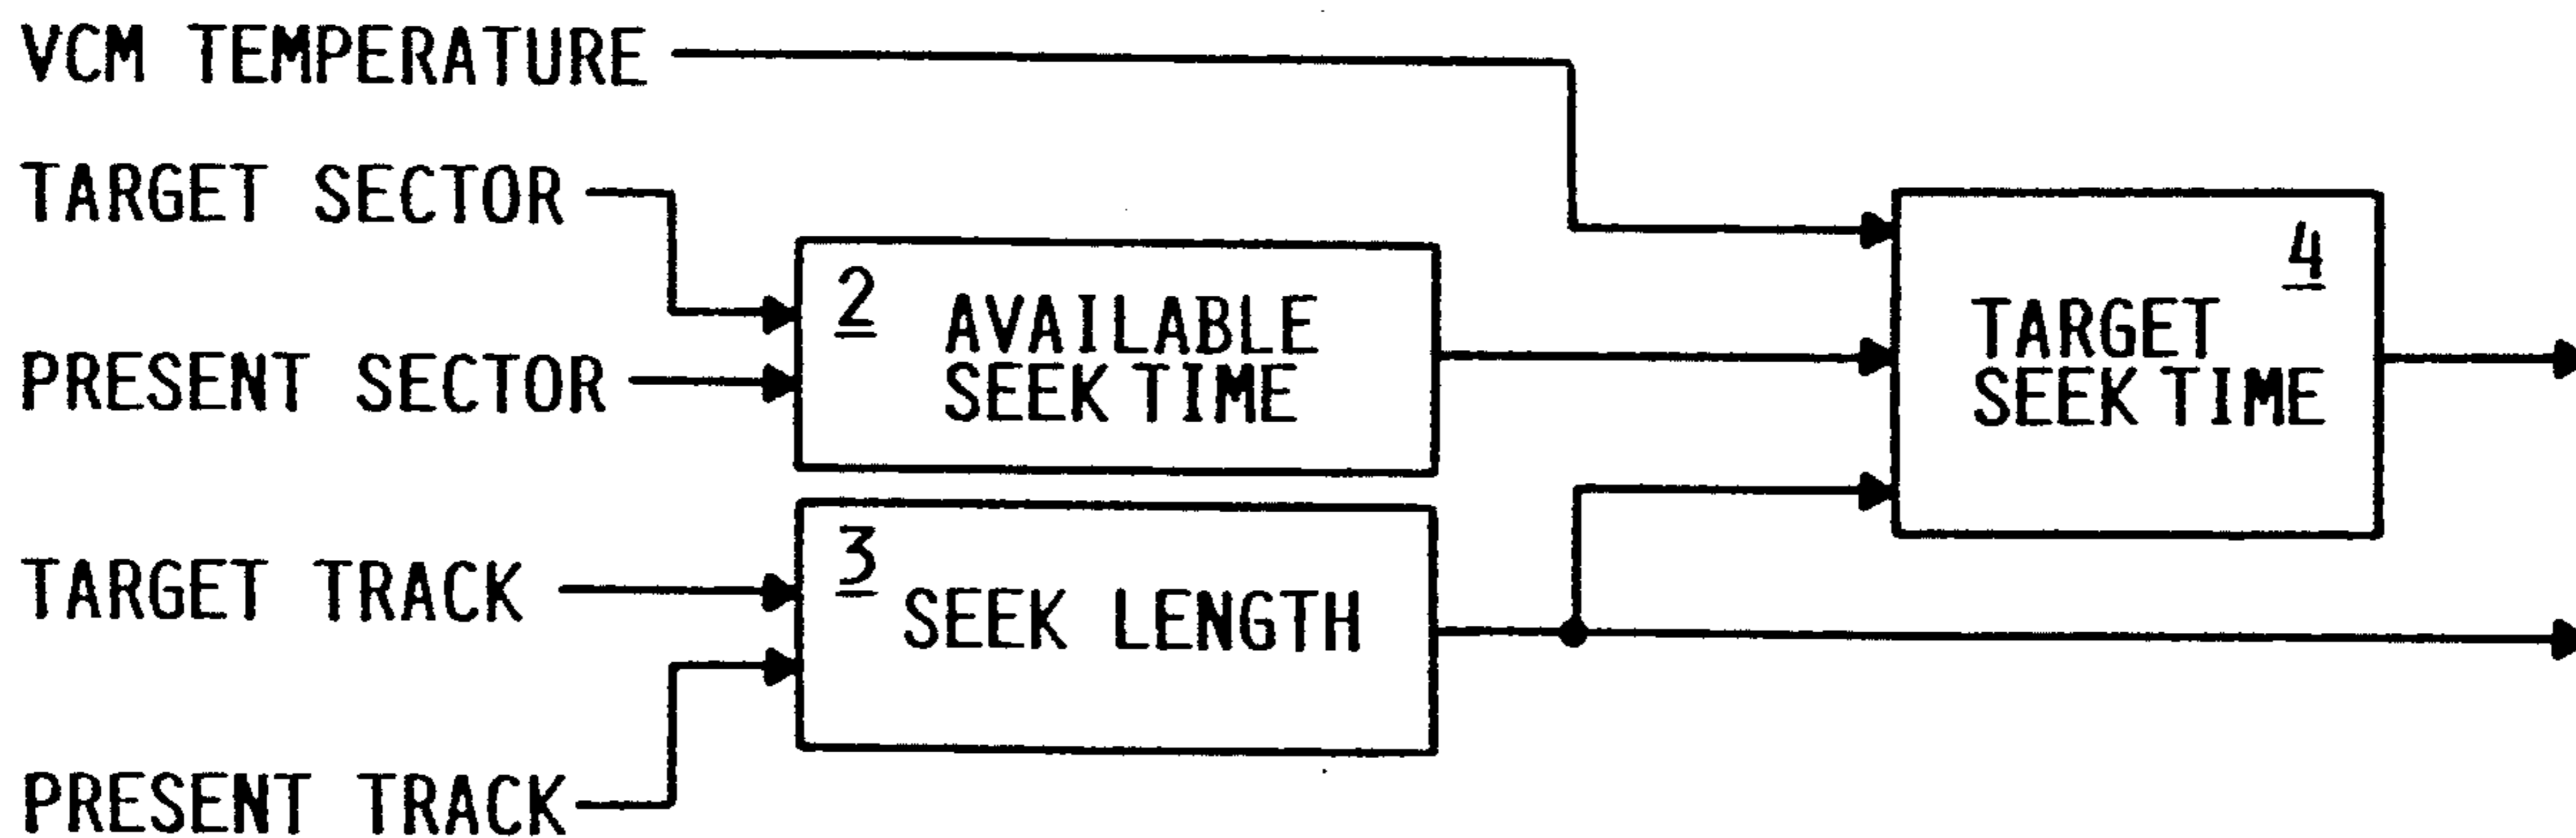 VCM TEMPERATURE
TARGET SECTOR
PRESENT SECTOR
TARGET TRACK
PRESENT TRACK
2
AVAILABLE
SEEK TIME
3
SEEK LENGTH
4
TARGET
SEEK TIME